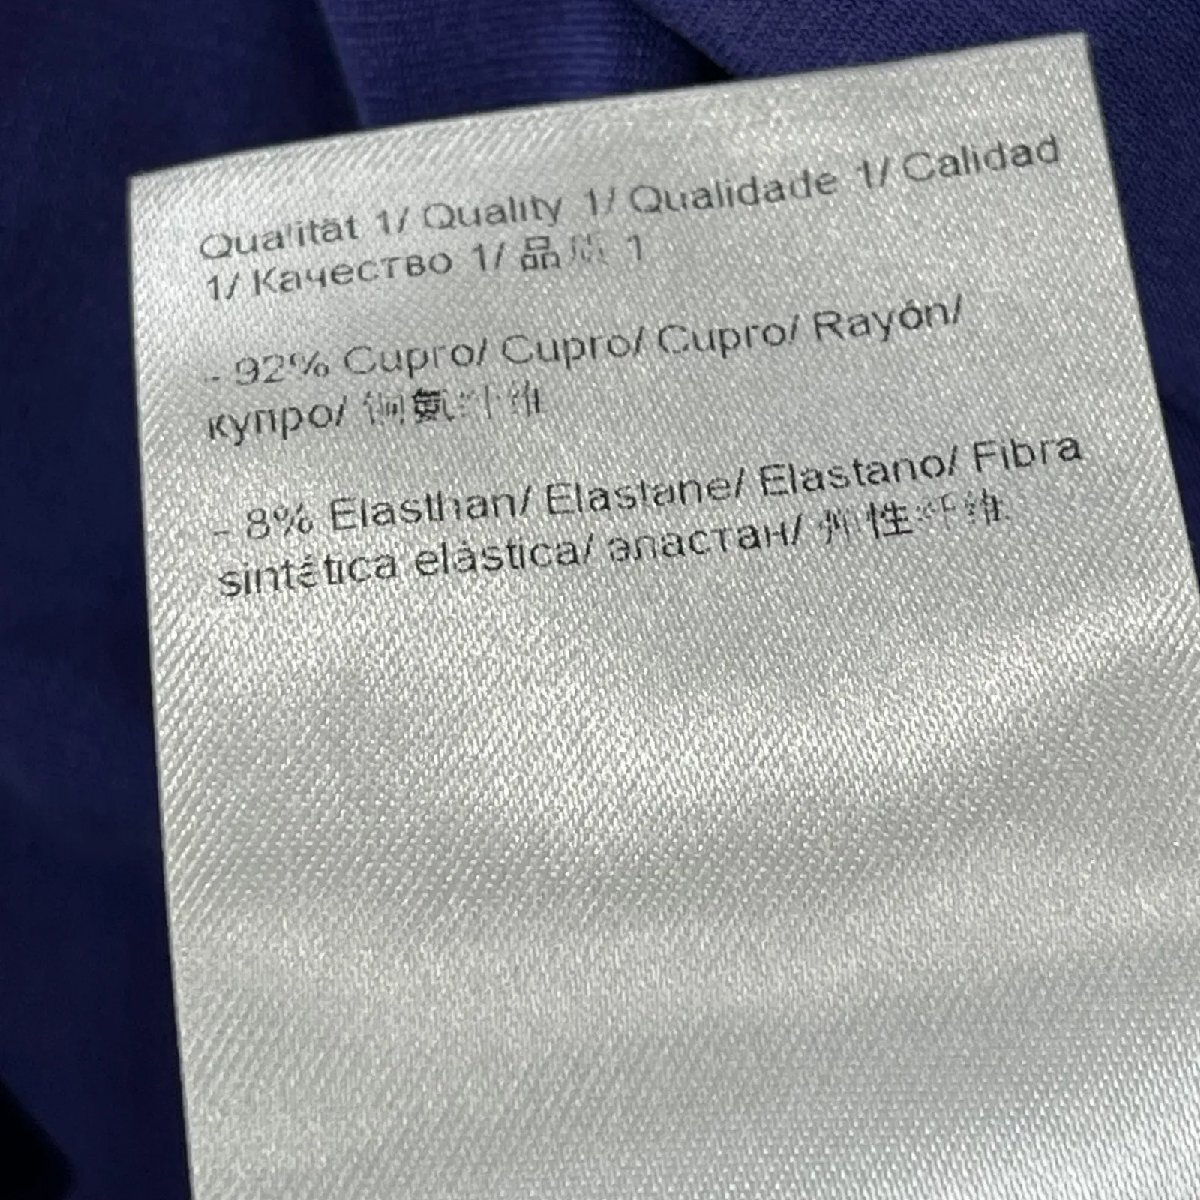 Qualität 1/ Quality 1/ Qualidade 1/ Calidad
1/ Качество 1/ 品质 1
- 92% Cupro/ Cupro/ Cupro/ Rayón/
купро/ 铜氨纤维
- 8% Elasthan/ Elastane/ Elastano/ Fibra
sintética elástica/ эластан/ 弹性纤维